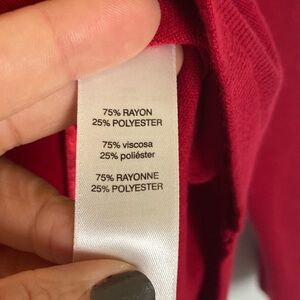 75% RAYON
25% POLYESTER
75% viscosa
25% poliéster
75% RAYONNE
25% POLYESTER